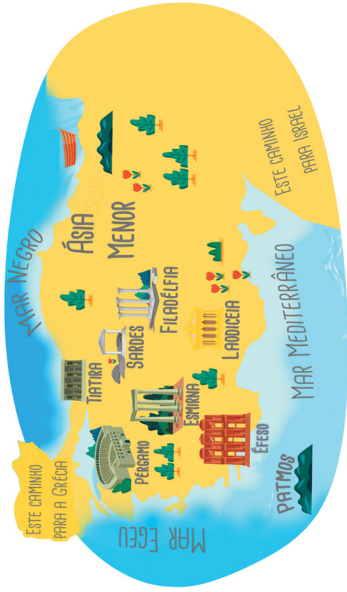 ESTE CAMINHO
PARA A GRÉCIA
MAR NEGRO
ÁSIA
MENOR
TIATIRA
PÉRGAMO
SARDES
FILADÉLFIA
ESMIRNA
LAODICEIA
ÉFESO
MAR EGEU
PATMOS
MAR MEDITERRÂNEO
ESTE CAMINHO
PARA ISRAEL